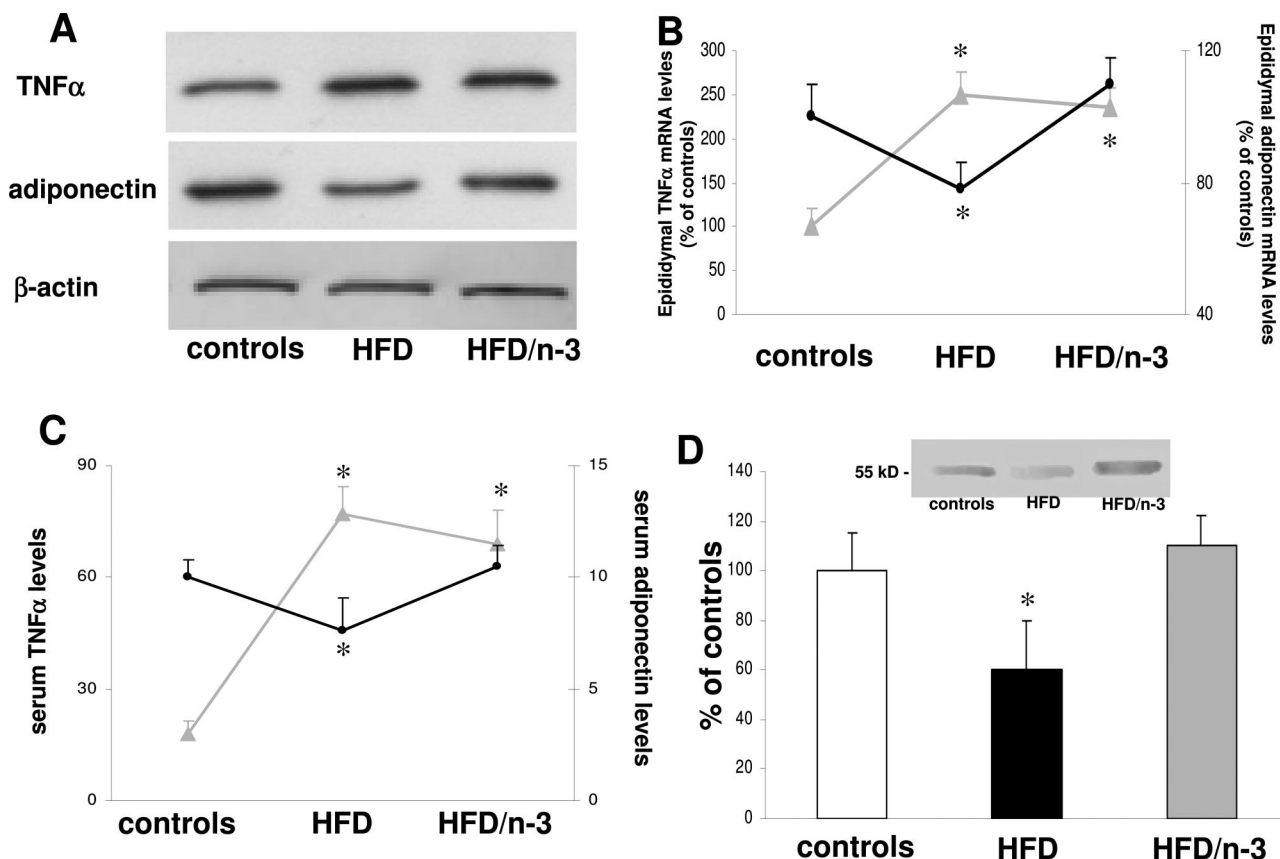 A
TNFα
adiponectin
β-actin
controls HFD HFD/n-3
B
Epididymal TNFα mRNA levles
(% of controls)
300
250
200
150
100
50
0
*
*
*
120
80
40
Epididymal adiponectin mRNA levles
(% of controls)
controls HFD HFD/n-3
C
serum TNFα levels
90
60
30
0
*
*
*
15
10
5
0
serum adiponectin levels
controls HFD HFD/n-3
D
55 kD -
controls HFD HFD/n-3
% of controls
140
120
100
80
60
40
20
0
*
controls HFD HFD/n-3